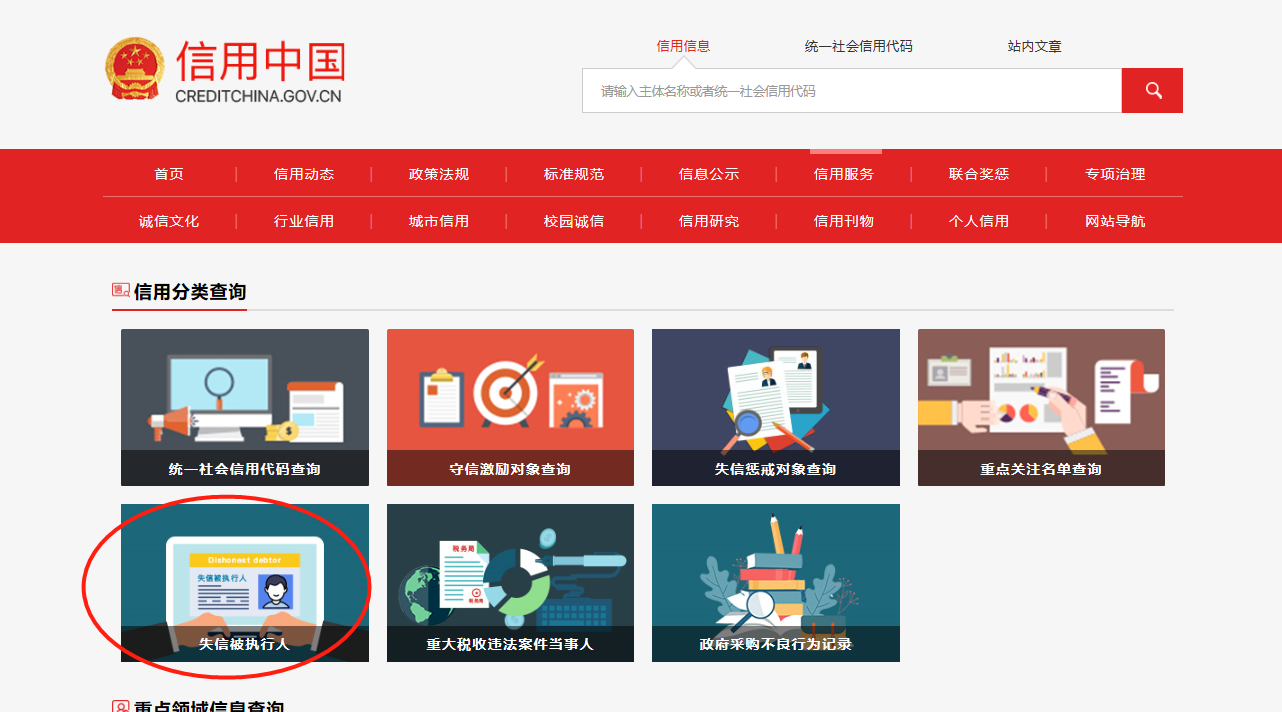 信用中国
CREDITCHINA.GOV.CN
信用信息 统一社会信用代码 站内文章
请输入主体名称或者统一社会信用代码
首页 | 信用动态 | 政策法规 | 标准规范 | 信息公示 | 信用服务 | 联合奖惩 | 专项治理
诚信文化 | 行业信用 | 城市信用 | 校园诚信 | 信用研究 | 信用刊物 | 个人信用 | 网站导航
信用分类查询
统一社会信用代码查询 守信激励对象查询 失信惩戒对象查询 重点关注名单查询
Dishonest debtor
失信被执行人
税务局
失信被执行人 重大税收违法案件当事人 政府采购不良行为记录
重点领域信息查询